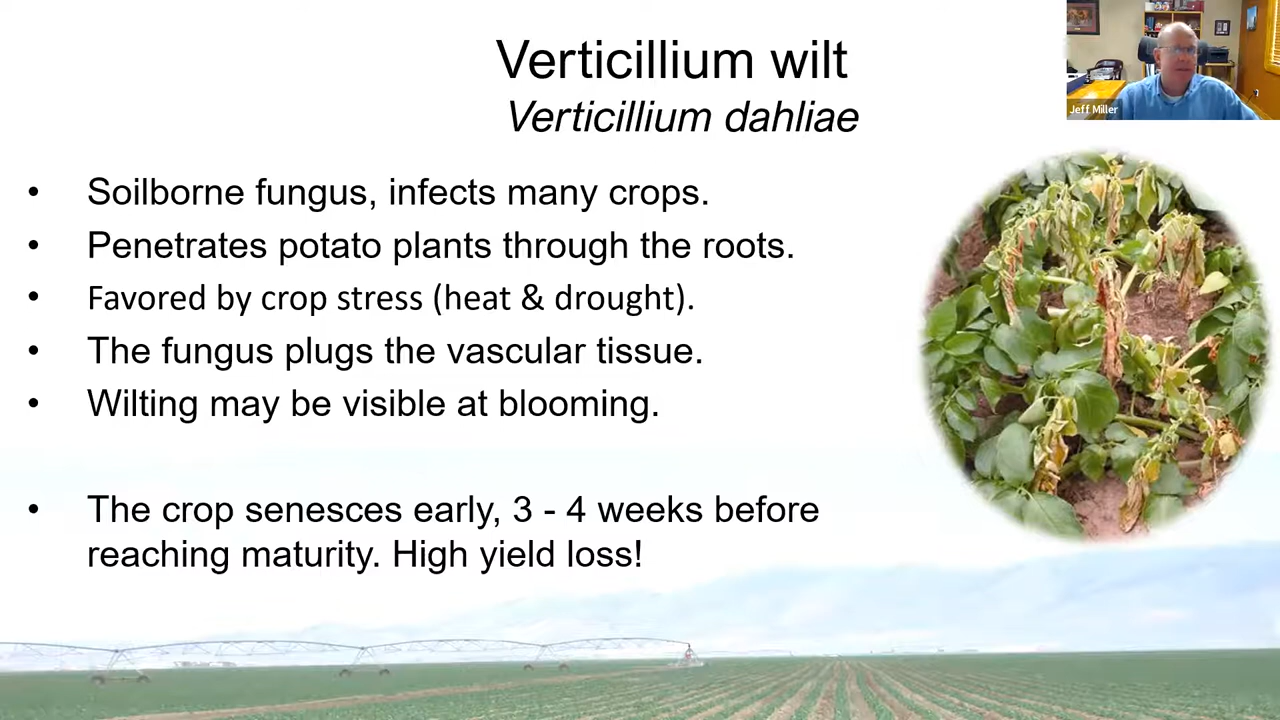 Verticillium wilt
Verticillium dahliae
Jeff Miller
• Soilborne fungus, infects many crops.
• Penetrates potato plants through the roots.
• Favored by crop stress (heat & drought).
• The fungus plugs the vascular tissue.
• Wilting may be visible at blooming.
• The crop senesces early, 3 - 4 weeks before
reaching maturity. High yield loss!